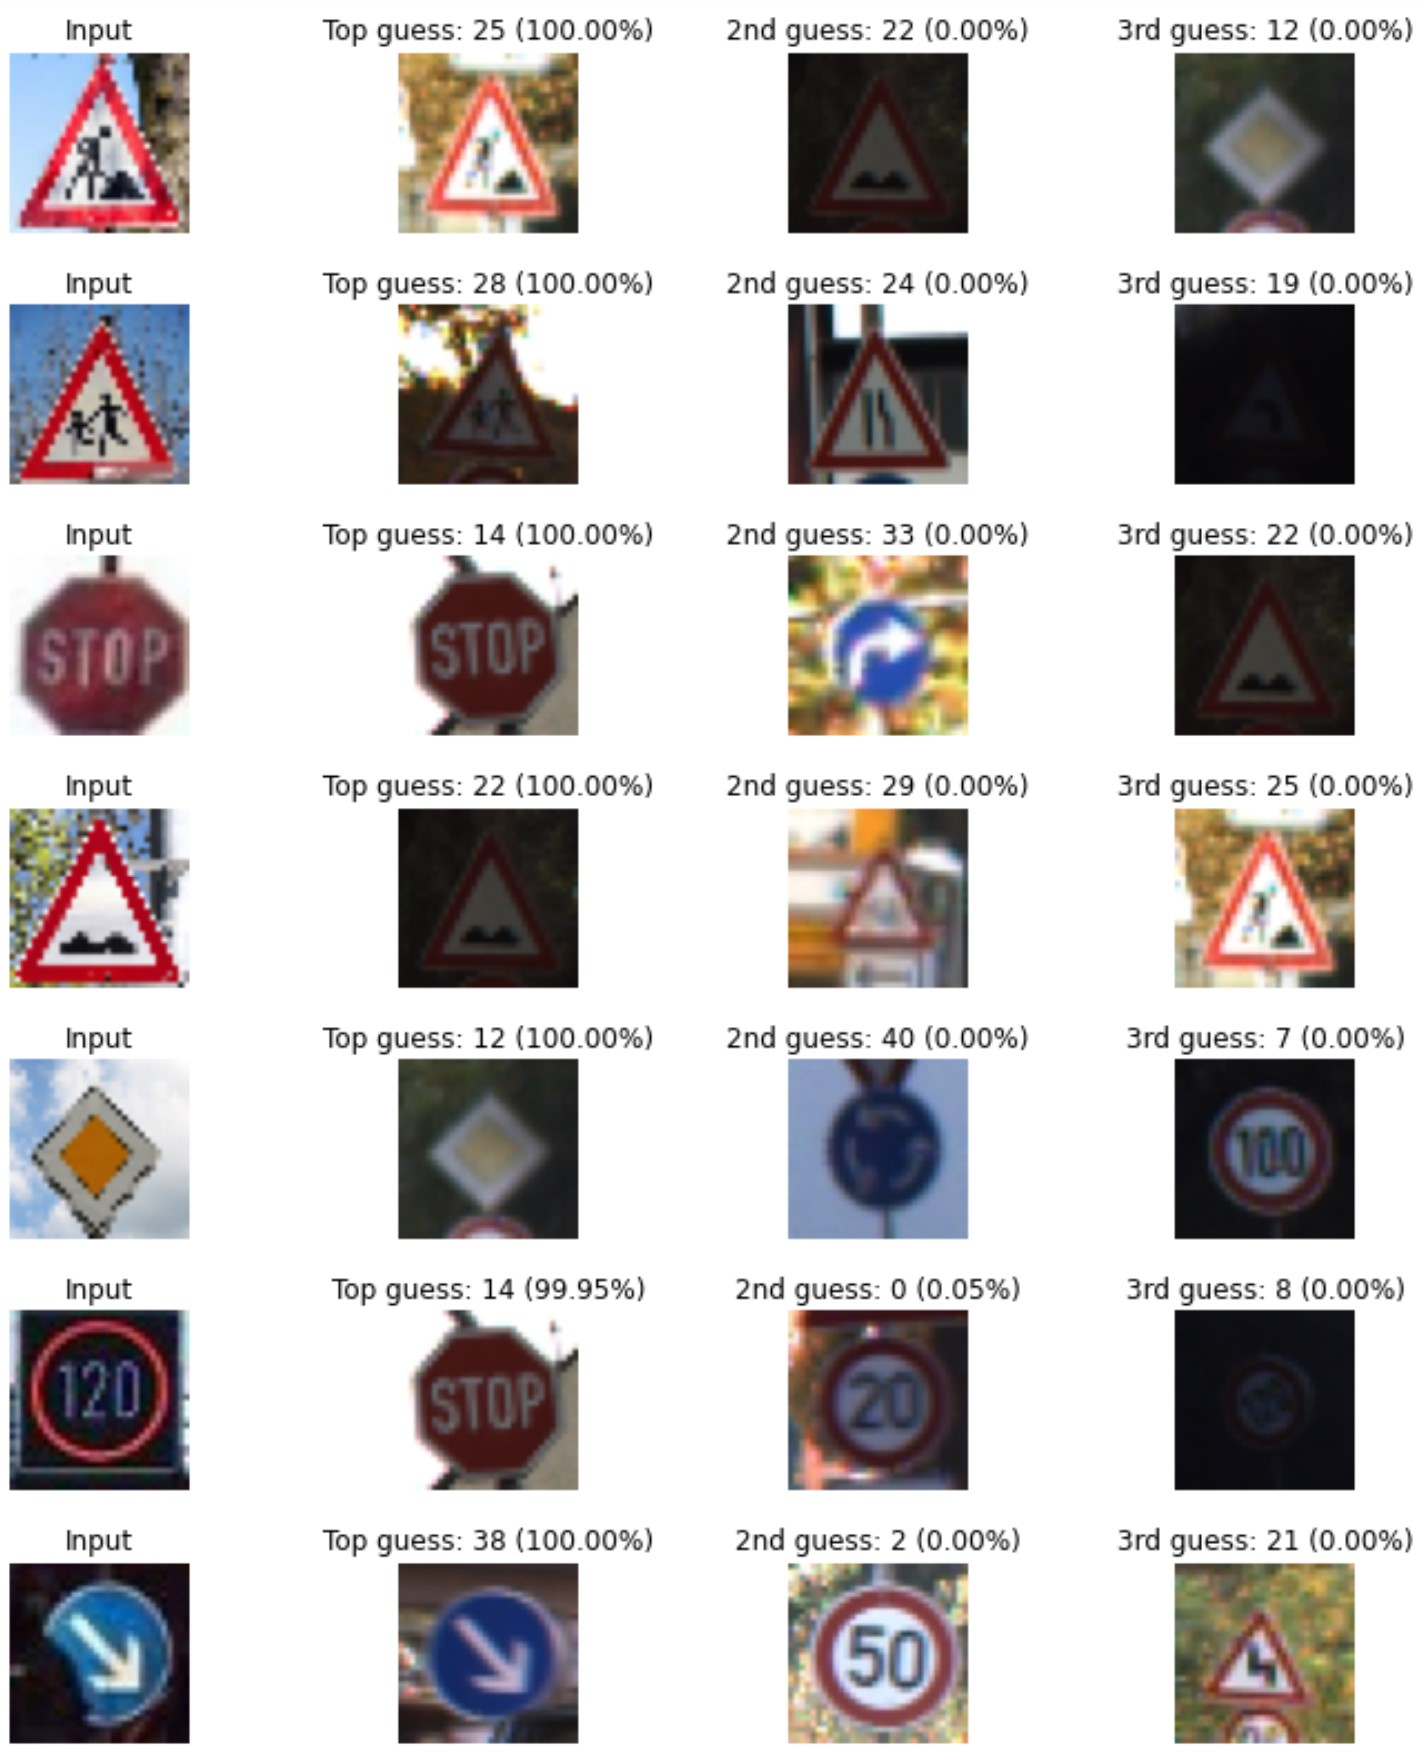 Input Top guess: 25 (100.00%) 2nd guess: 22 (0.00%) 3rd guess: 12 (0.00%)
Input Top guess: 28 (100.00%) 2nd guess: 24 (0.00%) 3rd guess: 19 (0.00%)
Input Top guess: 14 (100.00%) 2nd guess: 33 (0.00%) 3rd guess: 22 (0.00%)
STOP STOP
Input Top guess: 22 (100.00%) 2nd guess: 29 (0.00%) 3rd guess: 25 (0.00%)
Input Top guess: 12 (100.00%) 2nd guess: 40 (0.00%) 3rd guess: 7 (0.00%)
100
Input Top guess: 14 (99.95%) 2nd guess: 0 (0.05%) 3rd guess: 8 (0.00%)
120 STOP 20
Input Top guess: 38 (100.00%) 2nd guess: 2 (0.00%) 3rd guess: 21 (0.00%)
50